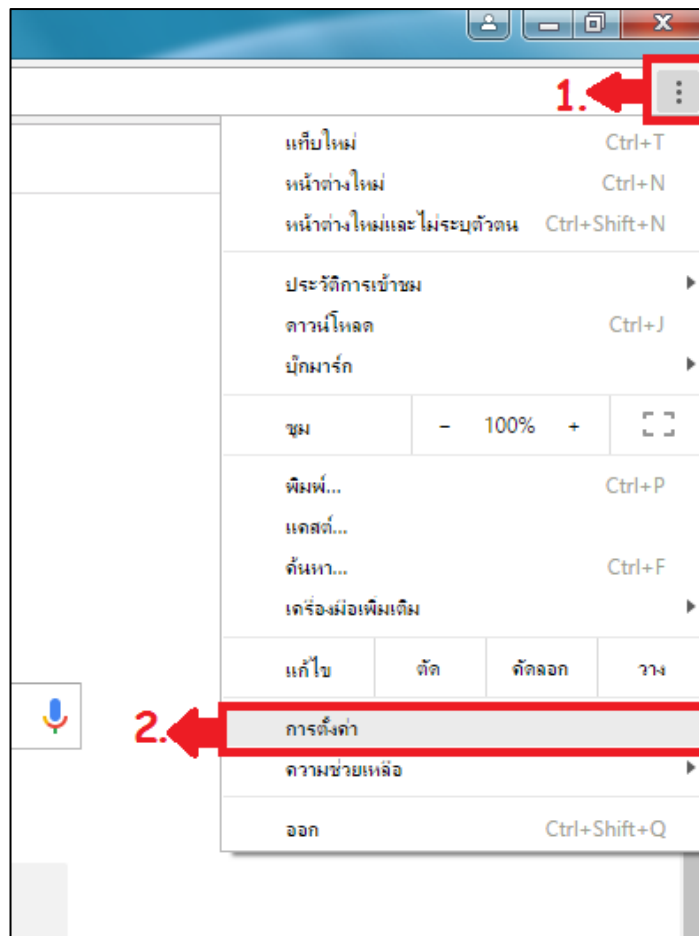 1.
แท็บใหม่ Ctrl+T
หน้าต่างใหม่ Ctrl+N
หน้าต่างใหม่และไม่ระบุตัวตน Ctrl+Shift+N
ประวัติการเข้าชม
ดาวน์โหลด Ctrl+J
บุ๊กมาร์ก
ซูม - 100% +
พิมพ์... Ctrl+P
แคสต์...
ค้นหา... Ctrl+F
เครื่องมือเพิ่มเติม
แก้ไข ตัด คัดลอก วาง
2. การตั้งค่า
ความช่วยเหลือ
ออก Ctrl+Shift+Q